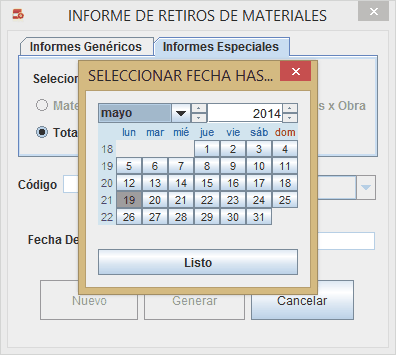 INFORME DE RETIROS DE MATERIALES
Informes Genéricos
Informes Especiales
SELECCIONAR FECHA HAS...
mayo
2014
lun mar mié jue vie sáb dom
18 1 2 3 4
19 5 6 7 8 9 10 11
20 12 13 14 15 16 17 18
21 19 20 21 22 23 24 25
22 26 27 28 29 30 31
Listo
Selecion
Mate
s x Obra
Tota
Código
Fecha De
Nuevo
Generar
Cancelar